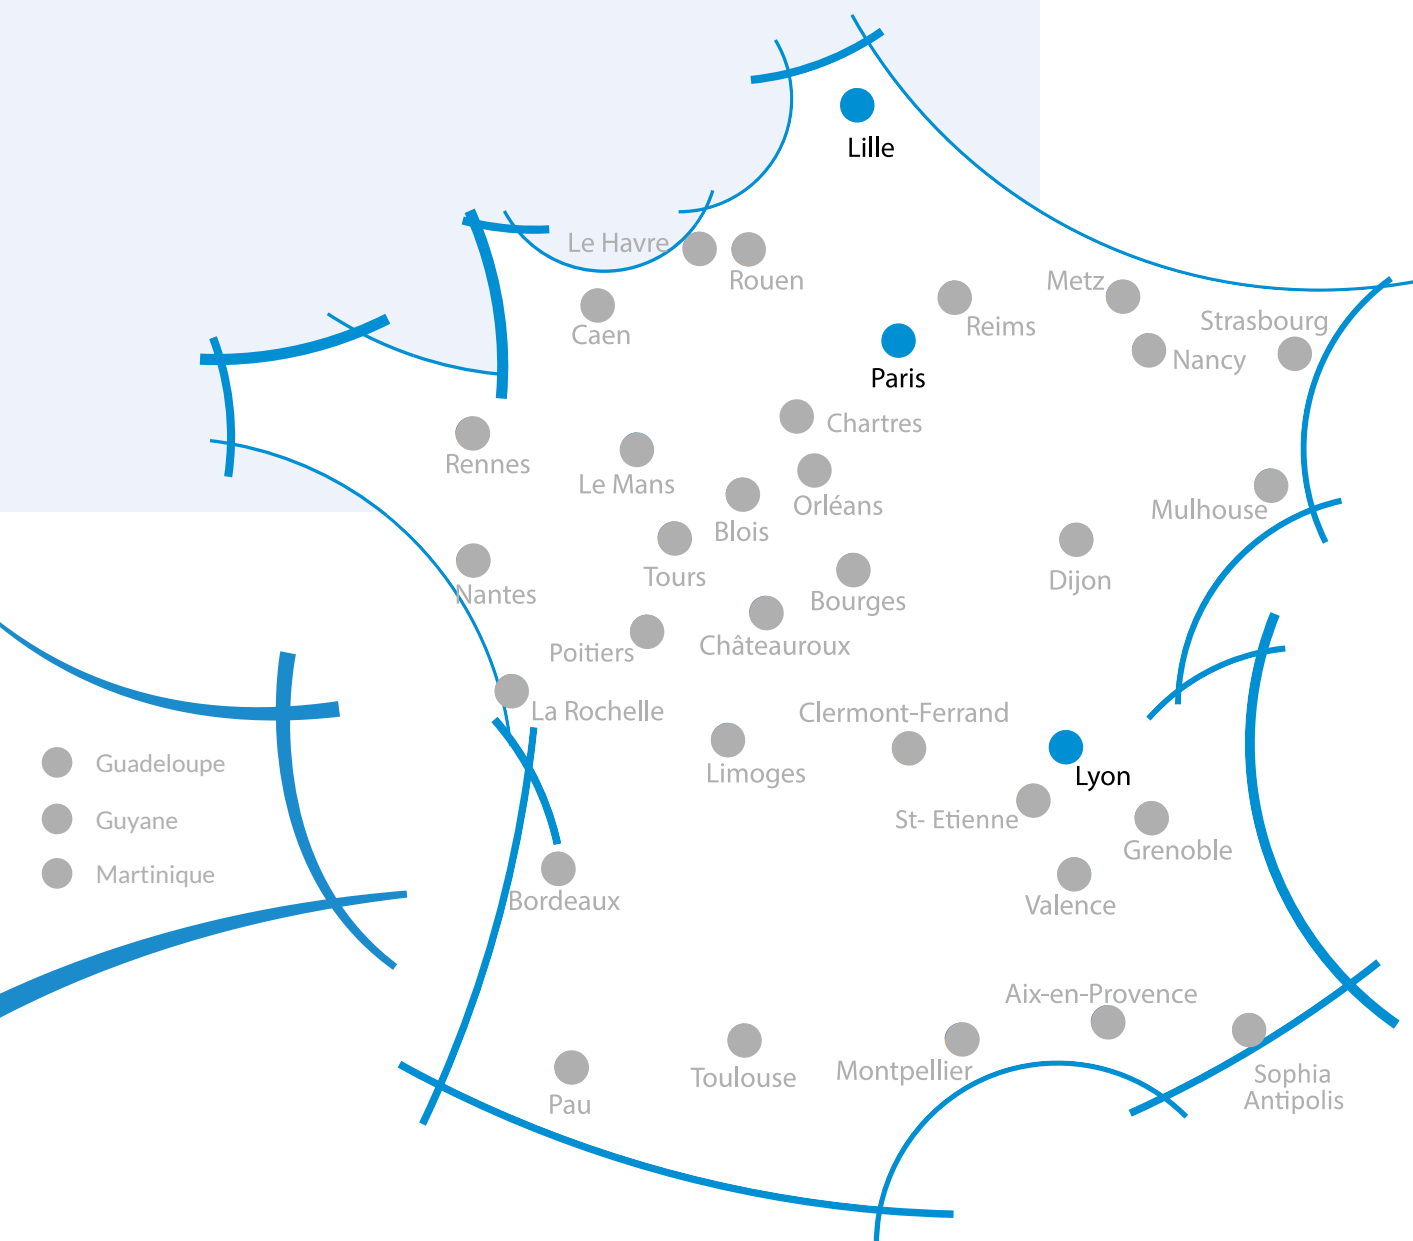 Lille
Le Havre
Rouen
Metz
Caen
Reims
Strasbourg
Nancy
Paris
Chartres
Rennes
Le Mans
Orléans
Mulhouse
Blois
Tours
Dijon
Nantes
Bourges
Poitiers
Châteauroux
La Rochelle
Clermont-Ferrand
Guadeloupe
Limoges
Lyon
Guyane
St- Etienne
Grenoble
Martinique
Bordeaux
Valence
Aix-en-Provence
Montpellier
Toulouse
Sophia
Antipolis
Pau